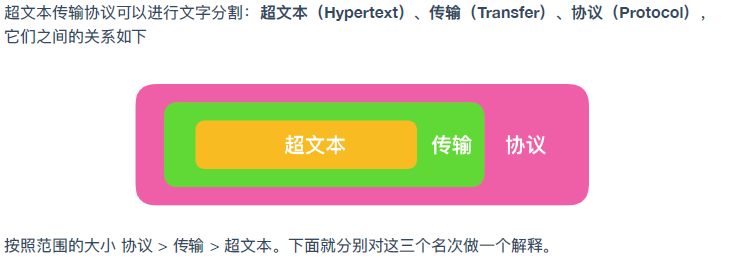 超文本传输协议可以进行文字分割：超文本（Hypertext）、传输（Transfer）、协议（Protocol），
它们之间的关系如下
超文本 传输 协议
按照范围的大小 协议 > 传输 > 超文本。下面就分别对这三个名次做一个解释。